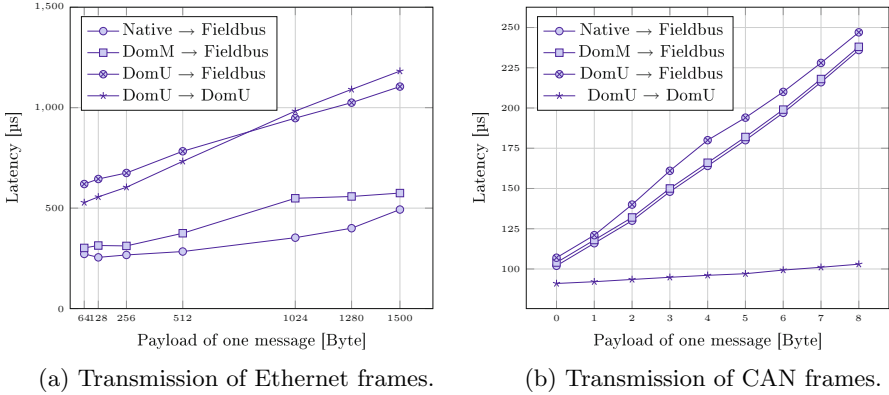 1,500
1,000
500
0
Latency [µs]
Native → Fieldbus
DomM → Fieldbus
DomU → Fieldbus
DomU → DomU
64 128 256 512 1024 1280 1500
Payload of one message [Byte]
(a) Transmission of Ethernet frames.
250
225
200
175
150
125
100
Latency [µs]
Native → Fieldbus
DomM → Fieldbus
DomU → Fieldbus
DomU → DomU
0 1 2 3 4 5 6 7 8
Payload of one message [Byte]
(b) Transmission of CAN frames.